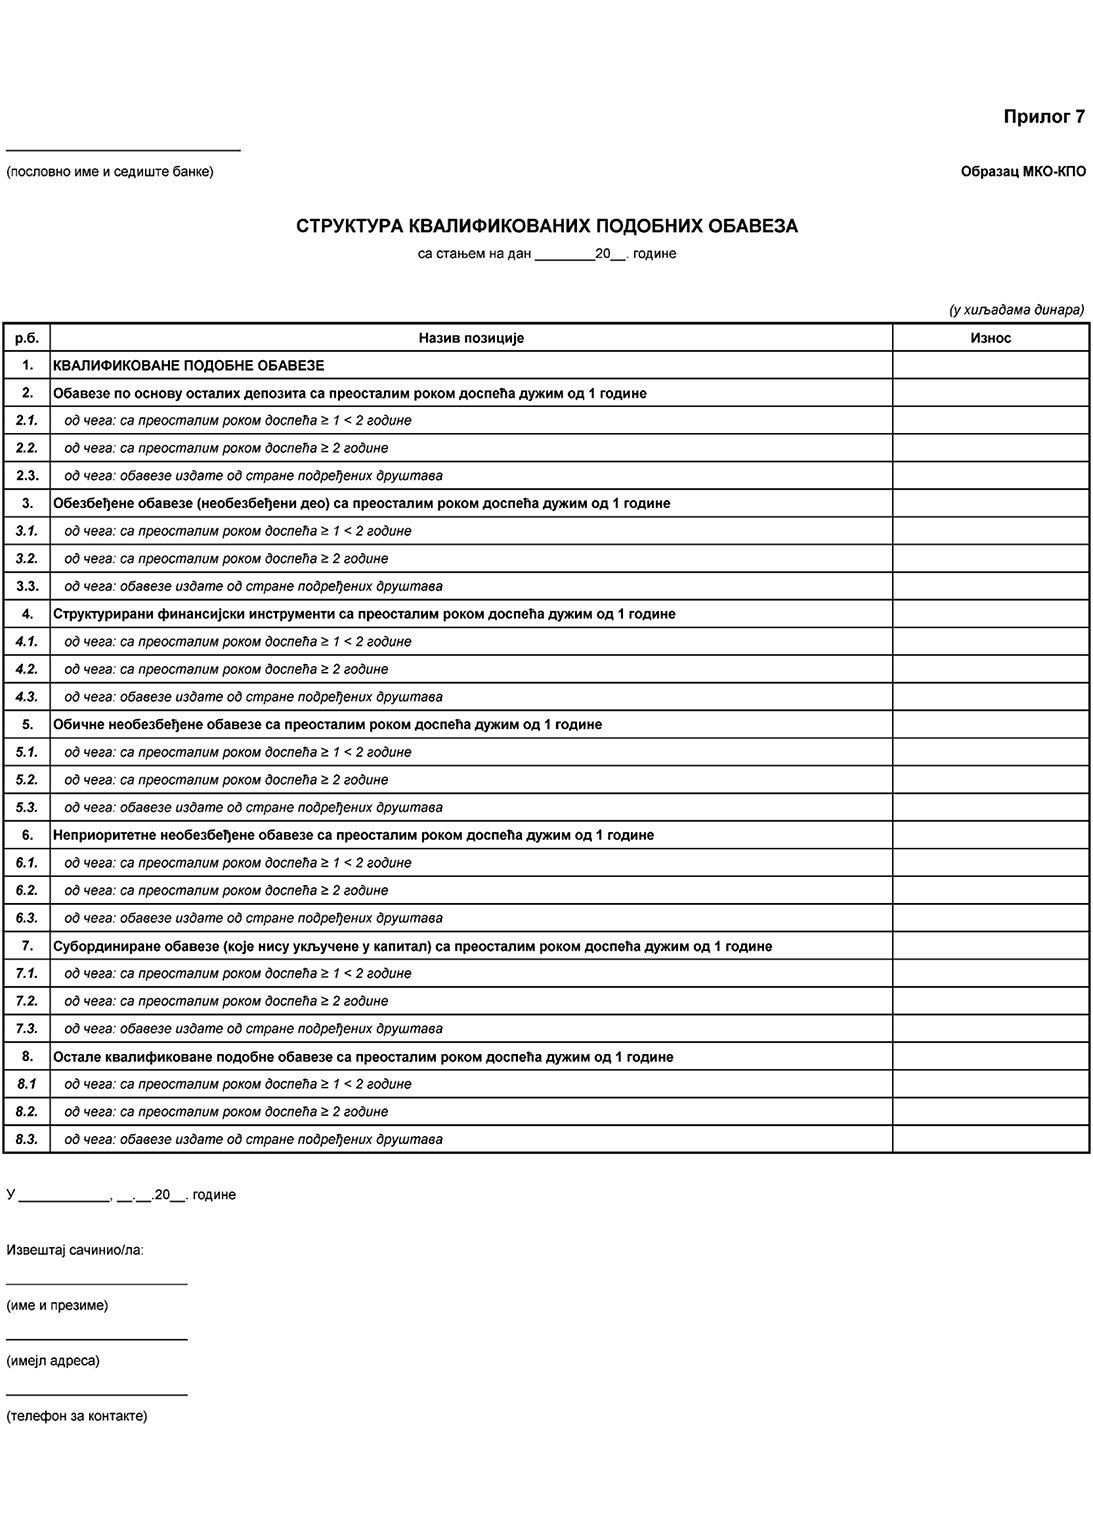 Прилог 7
(пословно име и седиште банке)
Образац МКО-КПО
СТРУКТУРА КВАЛИФИКОВАНИХ ПОДОБНИХ ОБАВЕЗА
са стањем на дан ________20__. године
(у хиљадама динара)
р.б. Назив позиције Износ
1. КВАЛИФИКОВАНЕ ПОДОБНЕ ОБАВЕЗЕ
2. Обавезе по основу осталих депозита са преосталим роком доспећа дужим од 1 године
2.1. од чега: са преосталим роком доспећа ≥ 1 < 2 године
2.2. од чега: са преосталим роком доспећа ≥ 2 године
2.3. од чега: обавезе издате од стране подређених друштава
3. Обезбеђене обавезе (необезбеђени део) са преосталим роком доспећа дужим од 1 године
3.1. од чега: са преосталим роком доспећа ≥ 1 < 2 године
3.2. од чега: са преосталим роком доспећа ≥ 2 године
3.3. од чега: обавезе издате од стране подређених друштава
4. Структурирани финансијски инструменти са преосталим роком доспећа дужим од 1 године
4.1. од чега: са преосталим роком доспећа ≥ 1 < 2 године
4.2. од чега: са преосталим роком доспећа ≥ 2 године
4.3. од чега: обавезе издате од стране подређених друштава
5. Обичне необезбеђене обавезе са преосталим роком доспећа дужим од 1 године
5.1. од чега: са преосталим роком доспећа ≥ 1 < 2 године
5.2. од чега: са преосталим роком доспећа ≥ 2 године
5.3. од чега: обавезе издате од стране подређених друштава
6. Неприоритетне необезбеђене обавезе са преосталим роком доспећа дужим од 1 године
6.1. од чега: са преосталим роком доспећа ≥ 1 < 2 године
6.2. од чега: са преосталим роком доспећа ≥ 2 године
6.3. од чега: обавезе издате од стране подређених друштава
7. Субординиране обавезе (које нису укључене у капитал) са преосталим роком доспећа дужим од 1 године
7.1. од чега: са преосталим роком доспећа ≥ 1 < 2 године
7.2. од чега: са преосталим роком доспећа ≥ 2 године
7.3. од чега: обавезе издате од стране подређених друштава
8. Остале квалификоване подобне обавезе са преосталим роком доспећа дужим од 1 године
8.1 од чега: са преосталим роком доспећа ≥ 1 < 2 године
8.2. од чега: са преосталим роком доспећа ≥ 2 године
8.3. од чега: обавезе издате од стране подређених друштава
У ____________, __.__.20__. године
Извештај сачинио/ла:
(име и презиме)
(имејл адреса)
(телефон за контакте)